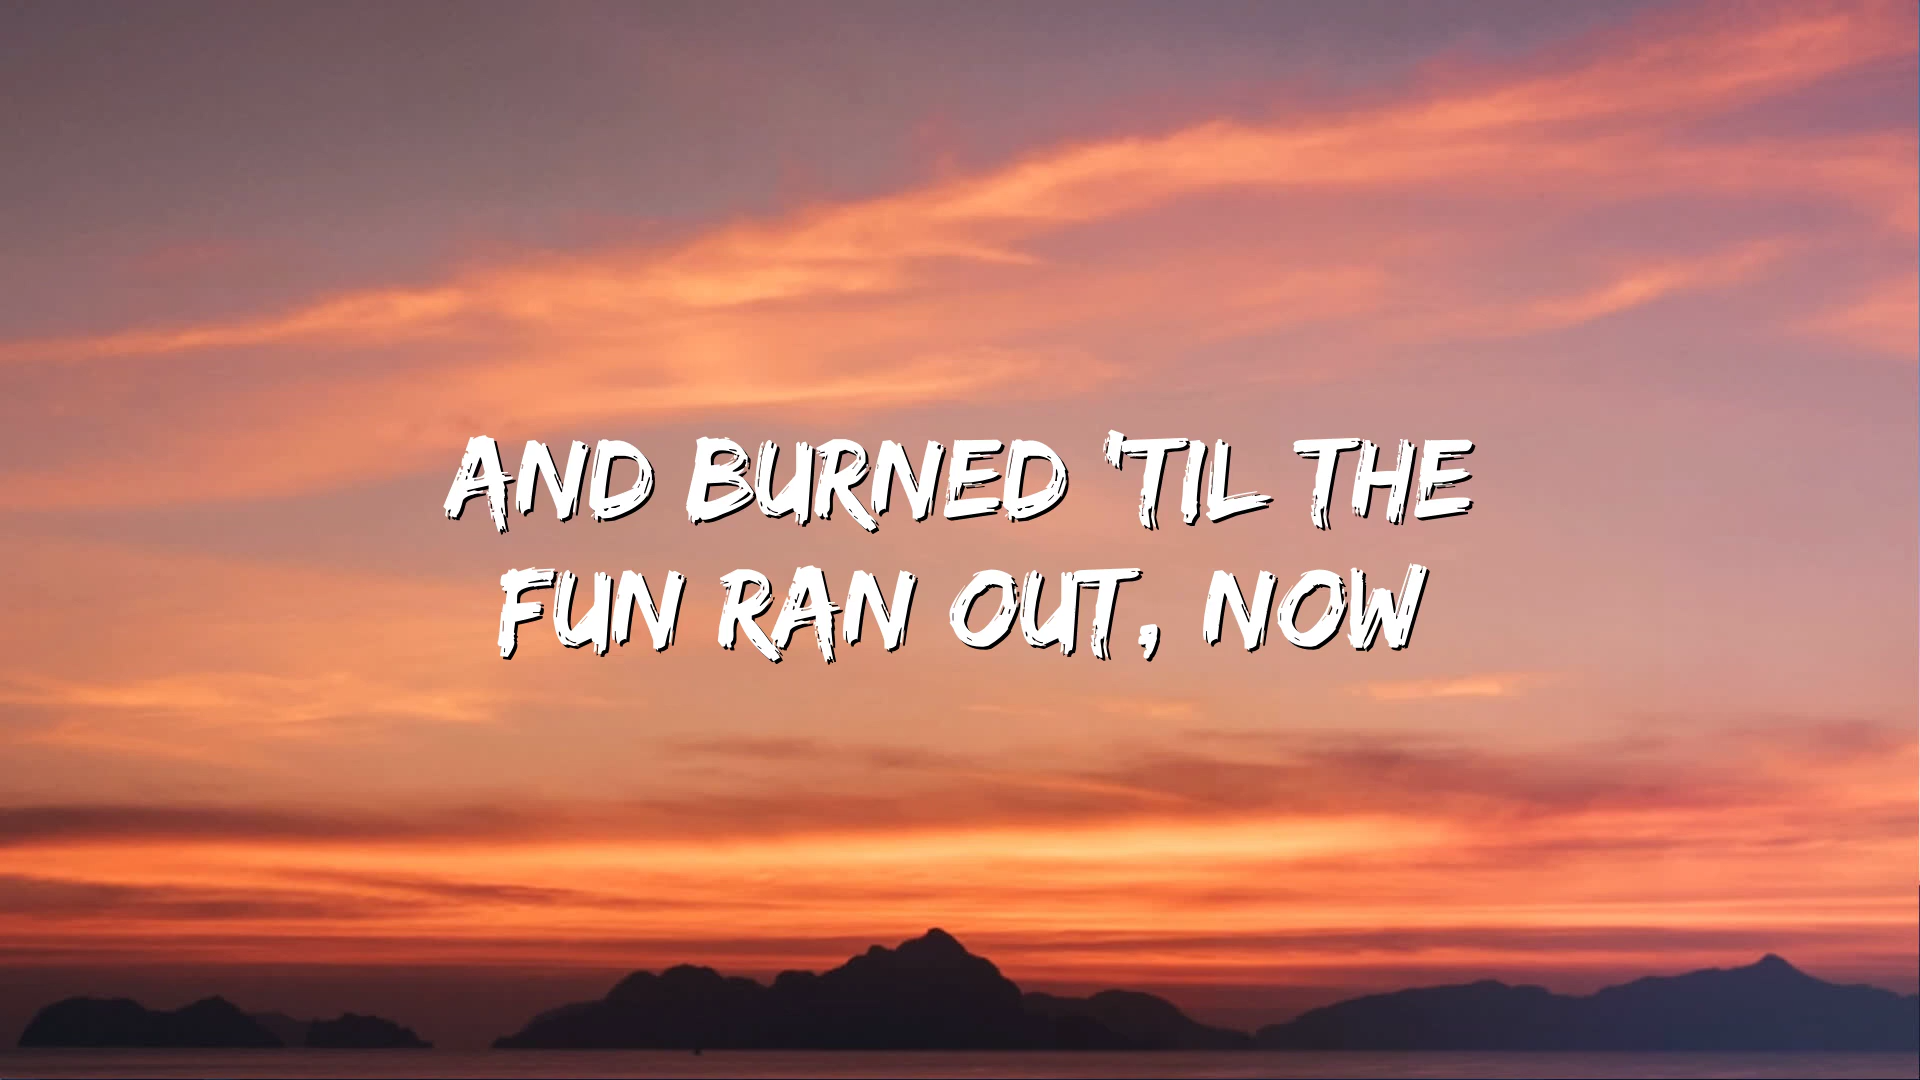 AND BURNED 'TIL THE
FUN RAN OUT, NOW